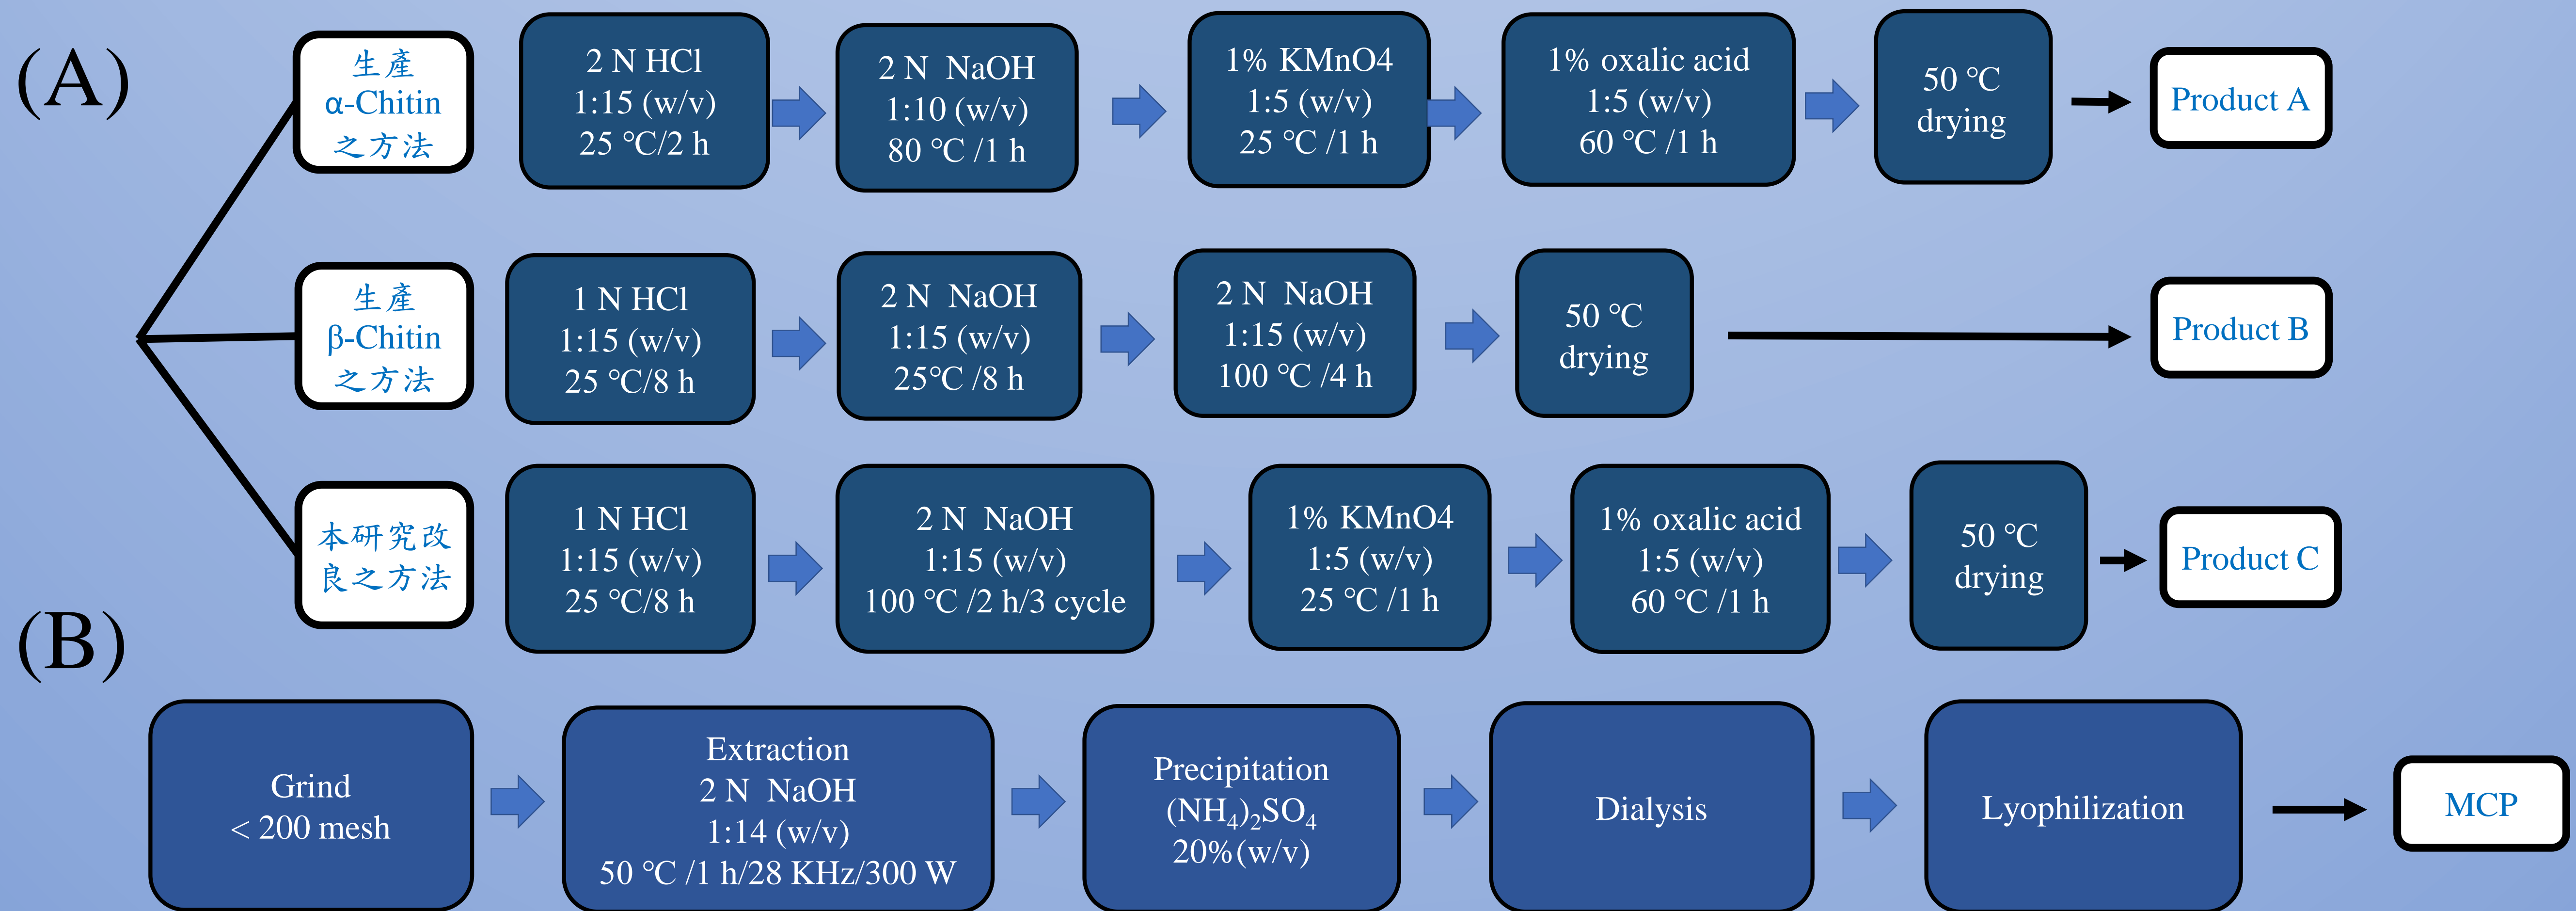 (A)
生產
α-Chitin
之方法
2 N HCl
1:15 (w/v)
25 ℃/2 h
2 N  NaOH
1:10 (w/v)
80 ℃ /1 h
1% KMnO4
1:5 (w/v)
25 ℃ /1 h
1% oxalic acid
1:5 (w/v)
60 ℃ /1 h
50 ℃
drying
Product A
生產
β-Chitin
之方法
1 N HCl
1:15 (w/v)
25 ℃/8 h
2 N  NaOH
1:15 (w/v)
25℃ /8 h
2 N  NaOH
1:15 (w/v)
100 ℃ /4 h
50 ℃
drying
Product B
本研究改
良之方法
1 N HCl
1:15 (w/v)
25 ℃/8 h
2 N  NaOH
1:15 (w/v)
100 ℃ /2 h/3 cycle
1% KMnO4
1:5 (w/v)
25 ℃ /1 h
1% oxalic acid
1:5 (w/v)
60 ℃ /1 h
50 ℃
drying
Product C
(B)
Grind
< 200 mesh
Extraction
2 N  NaOH
1:14 (w/v)
50 ℃ /1 h/28 KHz/300 W
Precipitation
(NH₄)₂SO₄
20%(w/v)
Dialysis
Lyophilization
MCP